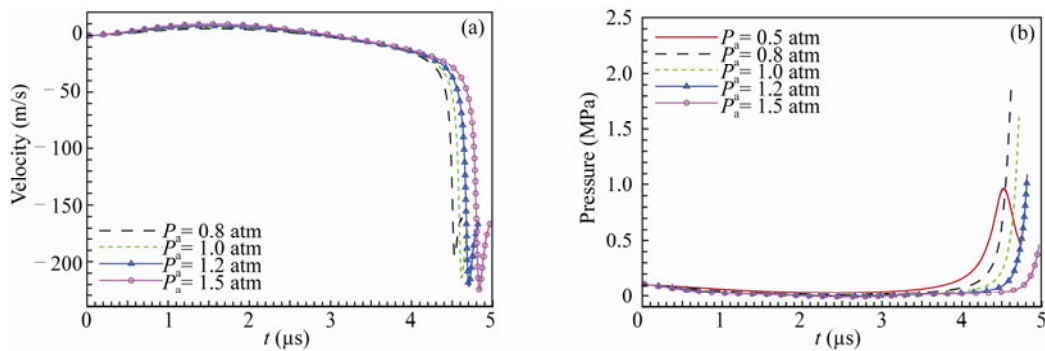 (a)
0
−50
−100
−150
−200
Velocity (m/s)
Pa = 0.8 atm
Pa = 1.0 atm
Pa = 1.2 atm
Pa = 1.5 atm
0 1 2 3 4 5
t (μs)
(b)
2.5
2.0
1.5
1.0
0.5
0
Pressure (MPa)
Pa = 0.5 atm
Pa = 0.8 atm
Pa = 1.0 atm
Pa = 1.2 atm
Pa = 1.5 atm
0 1 2 3 4 5
t (μs)